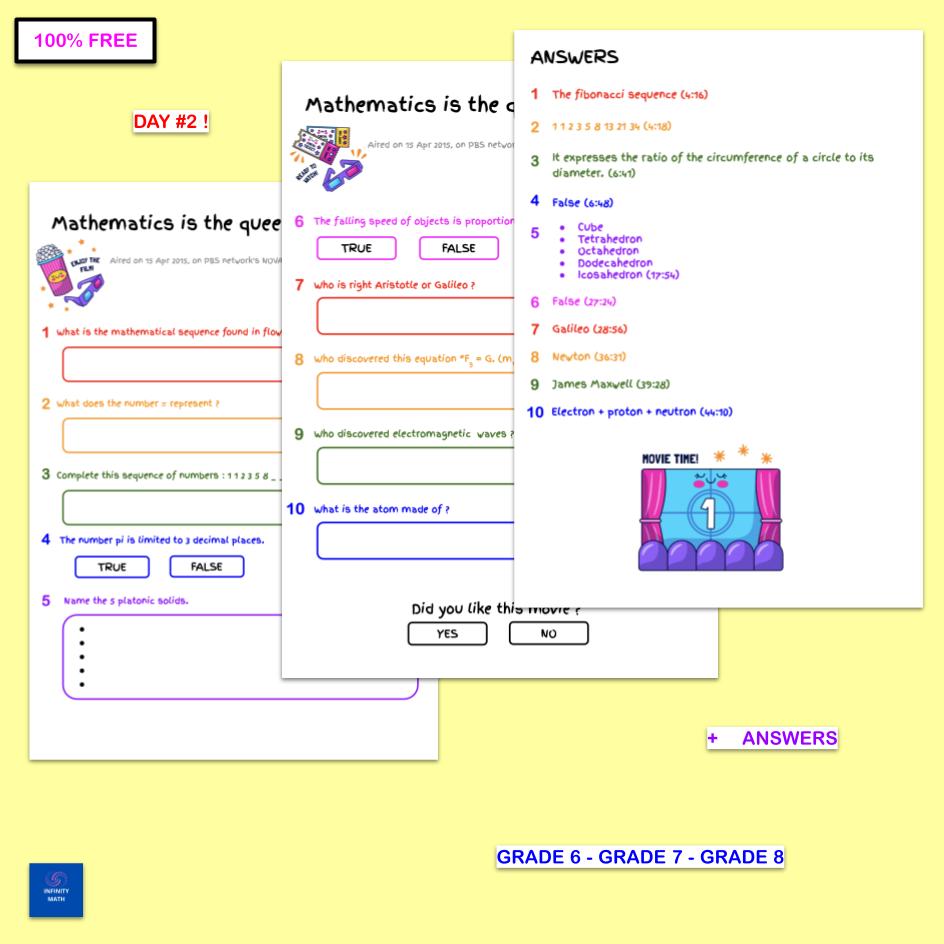 100% FREE
DAY #2 !
Mathematics is the quee
ENJOY THE
FILM
Aired on 15 Apr 2015, on PBS network's NOVA
1 What is the mathematical sequence found in flow
2 What does the number = represent ?
3 Complete this sequence of numbers : 1 1 2 3 5 8 _ _
4 The number pi is limited to 3 decimal places.
TRUE FALSE
5 Name the 5 platonic solids.
Mathematics is the q
READY TO
WATCH!
Aired on 15 Apr 2015, on PBS networ
6 The falling speed of objects is proportion
TRUE FALSE
7 Who is right Aristotle or Galileo ?
8 Who discovered this equation "F = G. (m
9 Who discovered electromagnetic waves ?
10 What is the atom made of ?
Did you like this movie ?
YES NO
ANSWERS
1 The fibonacci sequence (4:16)
2 1 1 2 3 5 8 13 21 34 (4:18)
3 It expresses the ratio of the circumference of a circle to its
diameter. (6:41)
4 False (6:48)
5 • Cube
• Tetrahedron
• Octahedron
• Dodecahedron
• Icosahedron (17:54)
6 False (27:24)
7 Galileo (28:56)
8 Newton (36:31)
9 James Maxwell (39:28)
10 Electron + proton + neutron (44:10)
MOVIE TIME!
1
+ ANSWERS
GRADE 6 - GRADE 7 - GRADE 8
INFINITY
MATH